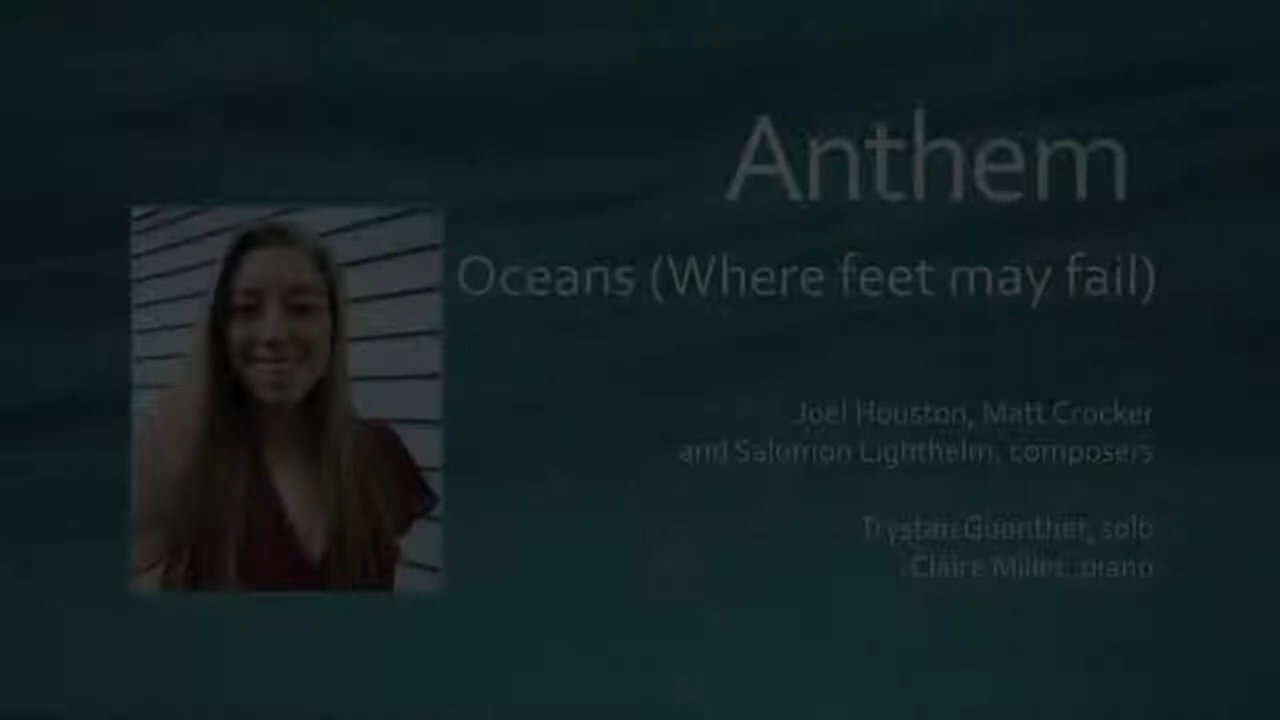 Anthem
Oceans (Where feet may fail)
Joel Houston, Matt Crocker
and Salomon Lighthelm, composers
Trystan Guenther, solo
Claire Miller, piano